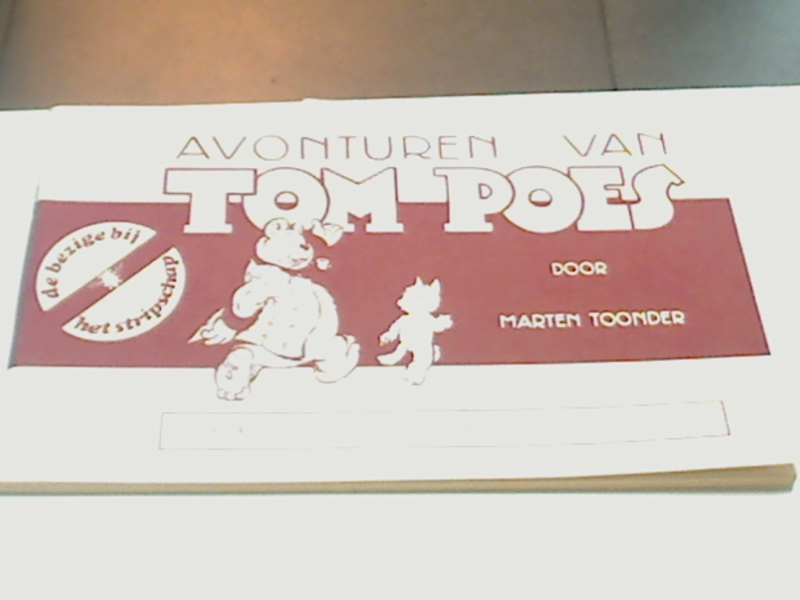 AVONTUREN VAN
TOM POES
de bezige bij
het stripschap
DOOR
MARTEN TOONDER